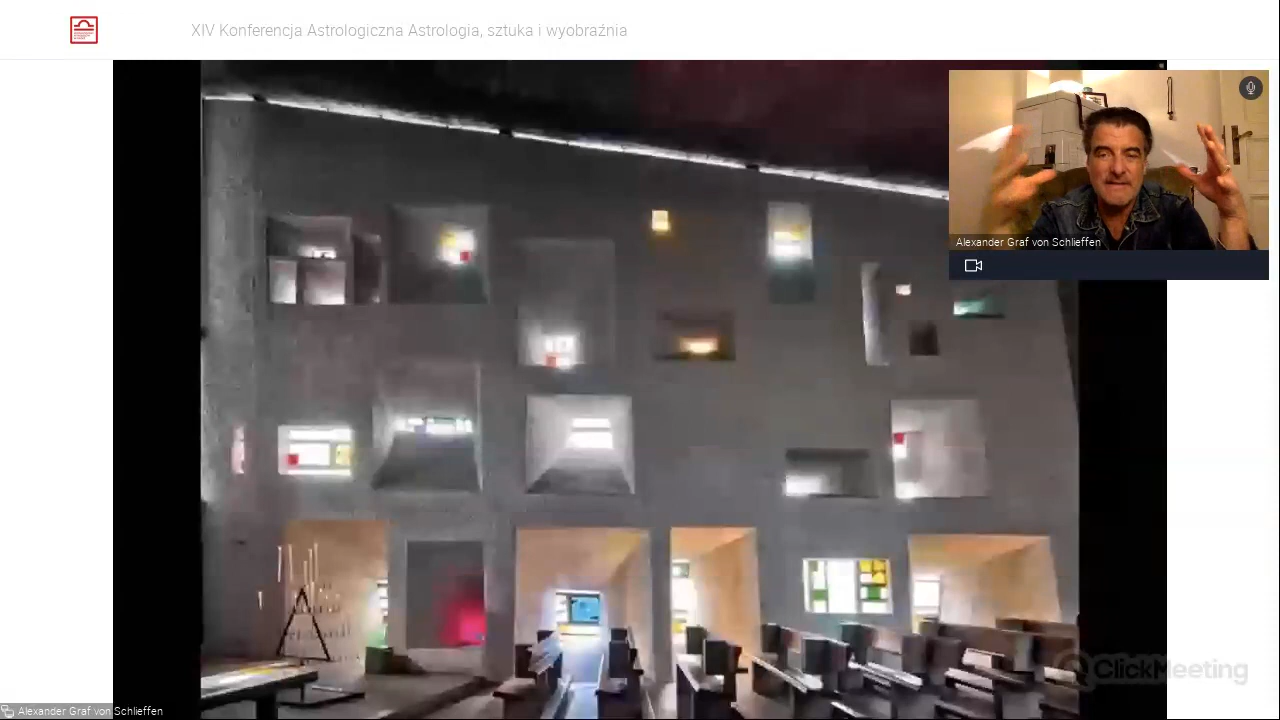 XIV Konferencja Astrologiczna Astrologia, sztuka i wyobraźnia
Alexander Graf von Schlieffen
ClickMeeting
Alexander Graf von Schlieffen